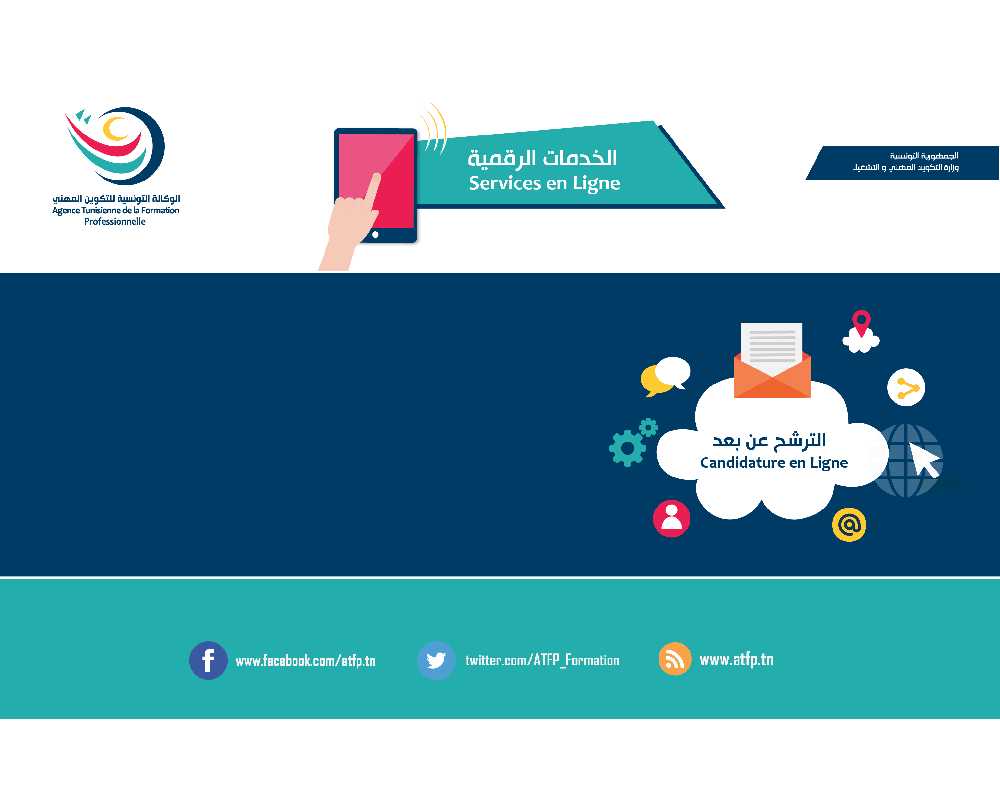 الوكالة التونسية للتكوين المهني
Agence Tunisienne de la Formation
Professionnelle
الخدمات الرقمية
Services en Ligne
الجمهورية التونسية
وزارة التكوين المهني و التشغيل
الترشح عن بعد
Candidature en Ligne
www.facebook.com/atfp.tn
twitter.com/ATFP_Formation
www.atfp.tn